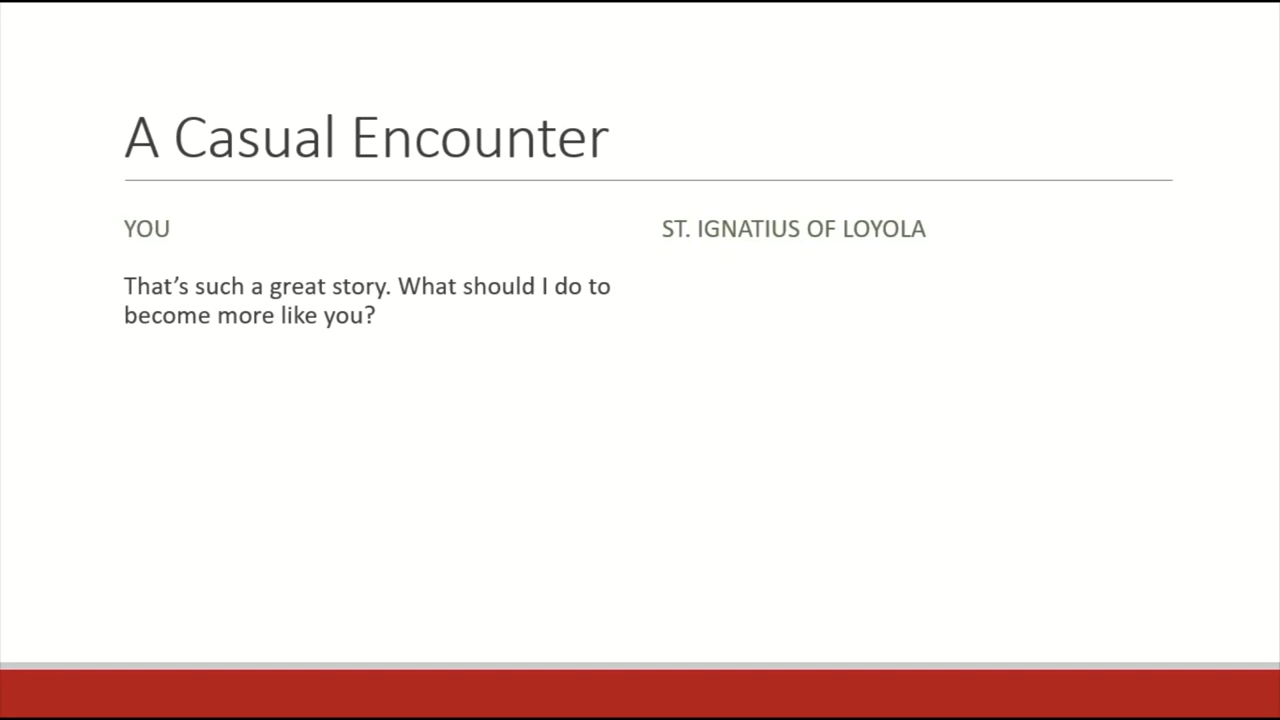 A Casual Encounter
YOU
That’s such a great story. What should I do to
become more like you?
ST. IGNATIUS OF LOYOLA